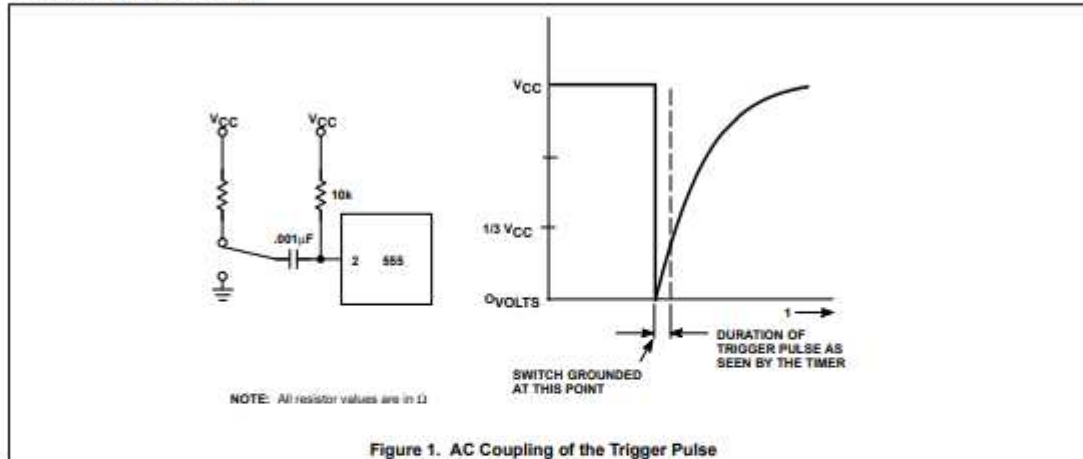 VCC
VCC
10k
.001μF
2 555
NOTE: All resistor values are in Ω
VCC
1/3 VCC
OVOLTS
1
DURATION OF
TRIGGER PULSE AS
SEEN BY THE TIMER
SWITCH GROUNDED
AT THIS POINT
Figure 1. AC Coupling of the Trigger Pulse